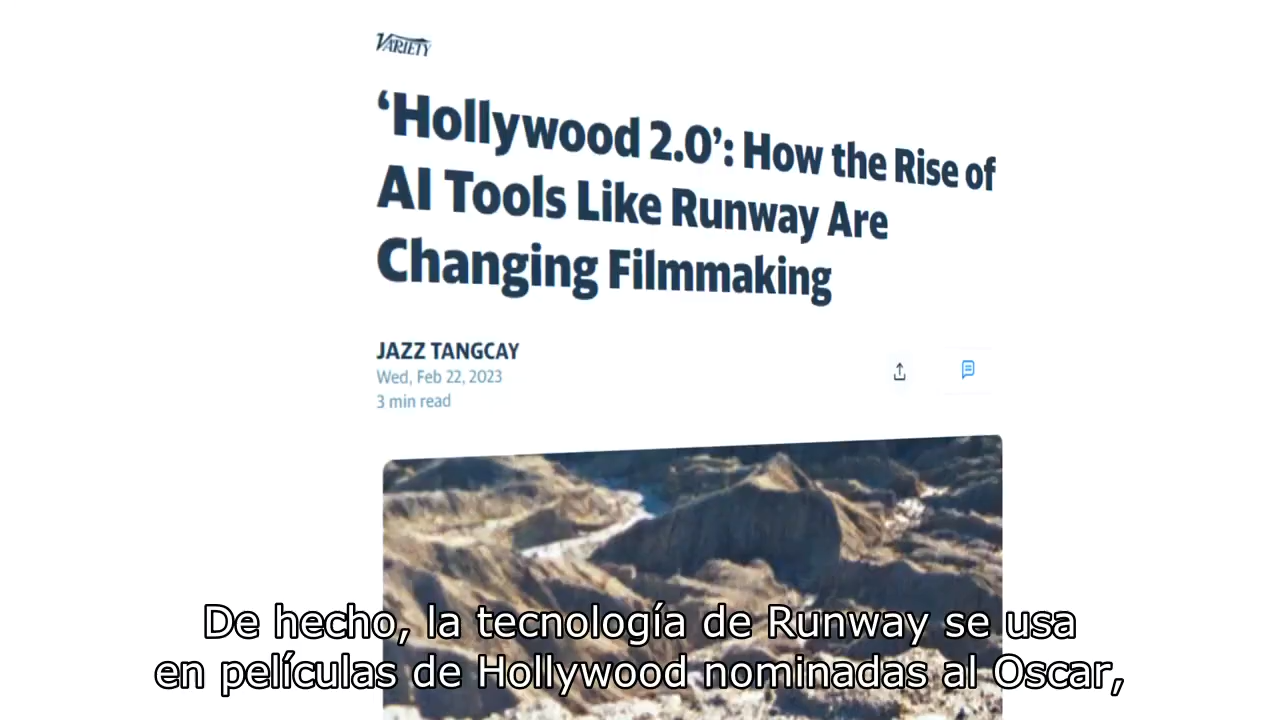 VARIETY
‘Hollywood 2.0’: How the Rise of
AI Tools Like Runway Are
Changing Filmmaking
JAZZ TANGCAY
Wed, Feb 22, 2023
3 min read
De hecho, la tecnología de Runway se usa
en películas de Hollywood nominadas al Oscar,